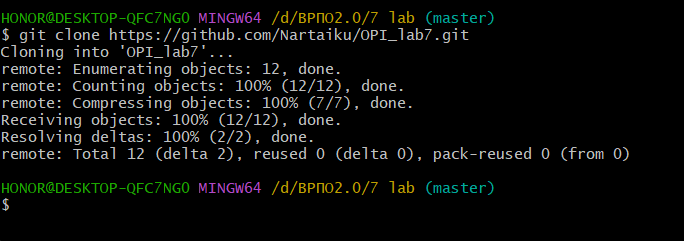 HONOR@DESKTOP-QFC7NG0 MINGW64 /d/ВРПО2.0/7 lab (master)
$ git clone https://github.com/Nartaiku/OPI_lab7.git
Cloning into 'OPI_lab7'...
remote: Enumerating objects: 12, done.
remote: Counting objects: 100% (12/12), done.
remote: Compressing objects: 100% (7/7), done.
Receiving objects: 100% (12/12), done.
Resolving deltas: 100% (2/2), done.
remote: Total 12 (delta 2), reused 0 (delta 0), pack-reused 0 (from 0)
HONOR@DESKTOP-QFC7NG0 MINGW64 /d/ВРПО2.0/7 lab (master)
$